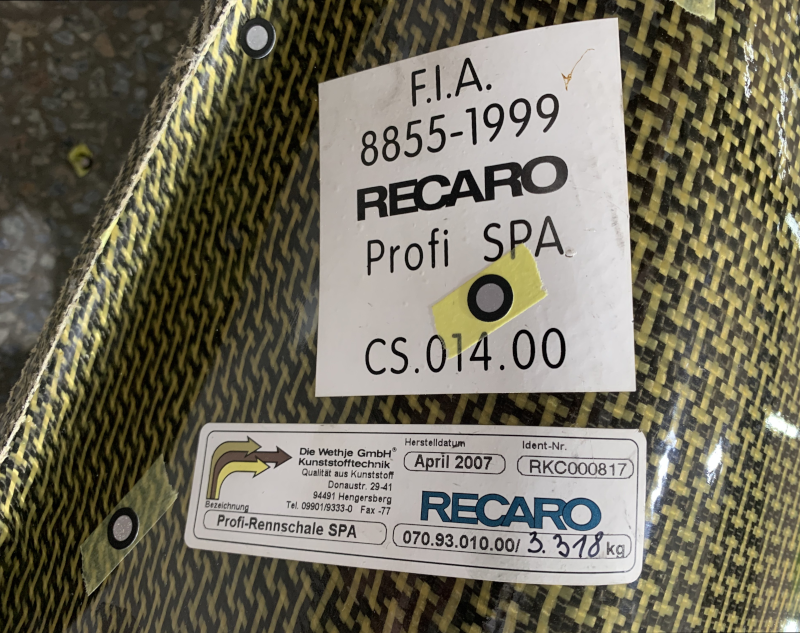 F.I.A.
8855-1999
RECARO
Profi SPA
CS.014.00
Die Wethje GmbH®
Kunststofftechnik
Qualität aus Kunststoff
Donaustr. 29-41
94491 Hengersberg
Tel. 09901/9333-0 Fax -77
Herstelldatum
April 2007
Ident-Nr.
RKC000817
RECARO
Bezeichnung
Profi-Rennschale SPA
070.93.010.00/ 3.318 kg